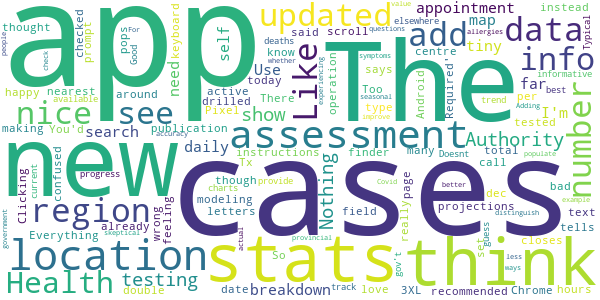 app The
new cases
stats think
assessment
location
region
Health
nice see
updated
add data
info
number
Like
show
Authority
testing
breakdown
Nothing
daily
self
Use
map
appointment
tiny
far
search
publication
instructions
modeling
letters
projections
recommended
Chrome
hours
double
date
though
Everything
already
wrong
feeling
confused
making
You'd
around
today
active
drilled
There
Pixel
need
keyboard
prompt
pops
checked
happy
nearest
thought
Clicking
progress
current
available
people
check
For
Good
deaths
know
said
scroll
elsewhere
instead
centre
says
Too
operation
type
Android
Required'
per
trend
Adding
informative
best
I'm
tested
many
total
call
finder
Tx
charts
provide
So
field
really
page
dec
set
guess
closes
bad
text
tells
3XL
love
track
gov't
ways
less
better
distinguish
Doesnt
populate
example
Covid
actual
provincial
government
skeptical
accuracy
seasonal
experiencing
symptoms
improve
whether
questions
value
allergies
Typical